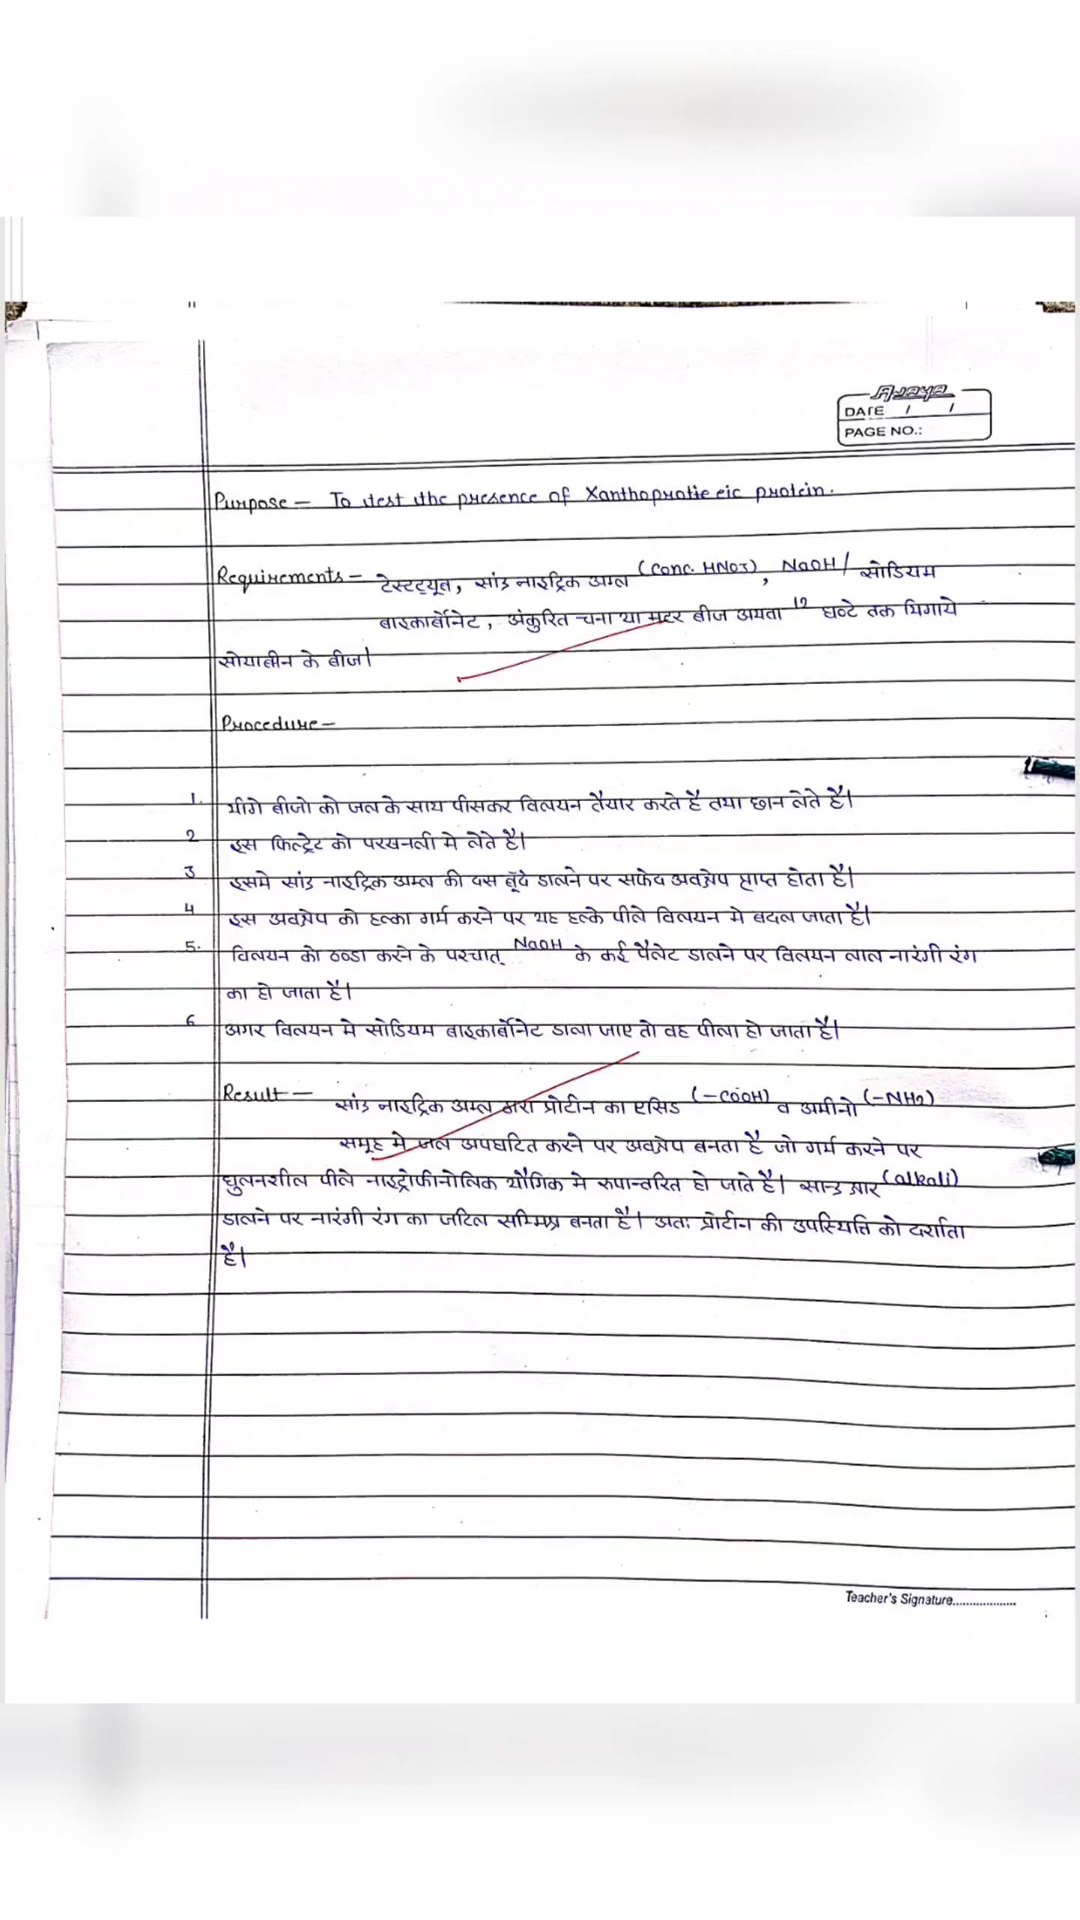 Ajaya
DATE / /
PAGE NO.:
Purpose – To test the presence of Xanthoprotie eic protein.
Requirements – टेस्टट्यूब, सांद्र नाइट्रिक अम्ल (Conc. HNO3), NaOH / सोडियम
बाइकार्बोनेट, अंकुरित चना या मटर बीज अथवा 12 घण्टे तक भिगाये
सोयाबीन के बीज।
Procedure –
1. भीगे बीजो को जल के साथ पीसकर विलयन तैयार करते है तथा छान लेते है।
2 इस फिल्ट्रेट को परखनली मे लेते है।
3 इसमे सांद्र नाइट्रिक अम्ल की दस बूँदे डालने पर सफेद अवक्षेप प्राप्त होता है।
4 इस अवक्षेप को हल्का गर्म करने पर यह हल्के पीले विलयन मे बदल जाता है।
5. विलयन को ठण्डा करने के पश्चात् NaOH के कई पैलेट डालने पर विलयन लाल नारंगी रंग
का हो जाता है।
6 अगर विलयन मे सोडियम बाइकार्बोनेट डाला जाए तो वह पीला हो जाता है।
Result – सांद्र नाइट्रिक अम्ल द्वारा प्रोटीन का एसिड (-COOH) व अमीनो (-NH2)
समूह मे जल अपघटित करने पर अवक्षेप बनता है जो गर्म करने पर
घुलनशील पीले नाइट्रोफीनोलिक यौगिक मे रुपान्तरित हो जाते है। सान्द्र क्षार (alkali)
डालने पर नारंगी रंग का जटिल सम्मिश्र बनता है। अतः प्रोटीन की उपस्थिति को दर्शाता
है।
Teacher's Signature...................